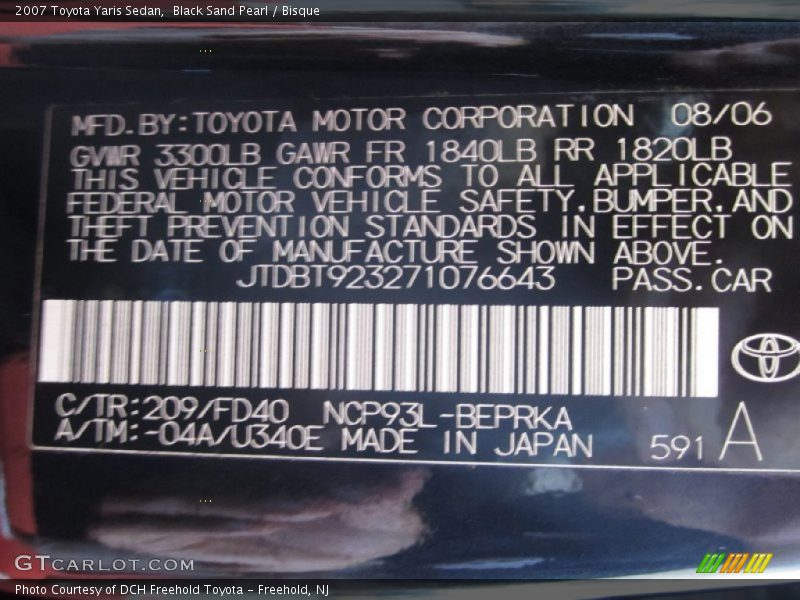 2007 Toyota Yaris Sedan,  Black Sand Pearl / Bisque
MFD.BY:TOYOTA MOTOR CORPORATION 08/06
GVWR 3300LB GAWR FR 1840LB RR 1820LB
THIS VEHICLE CONFORMS TO ALL APPLICABLE
FEDERAL MOTOR VEHICLE SAFETY,BUMPER,AND
THEFT PREVENTION STANDARDS IN EFFECT ON
THE DATE OF MANUFACTURE SHOWN ABOVE.
JTDBT923271076643 PASS.CAR
C/TR:209/FD40 NCP93L-BEPRKA
A/TM:-04A/U340E MADE IN JAPAN 591 A
GTCARLOT.COM
Photo Courtesy of DCH Freehold Toyota - Freehold, NJ